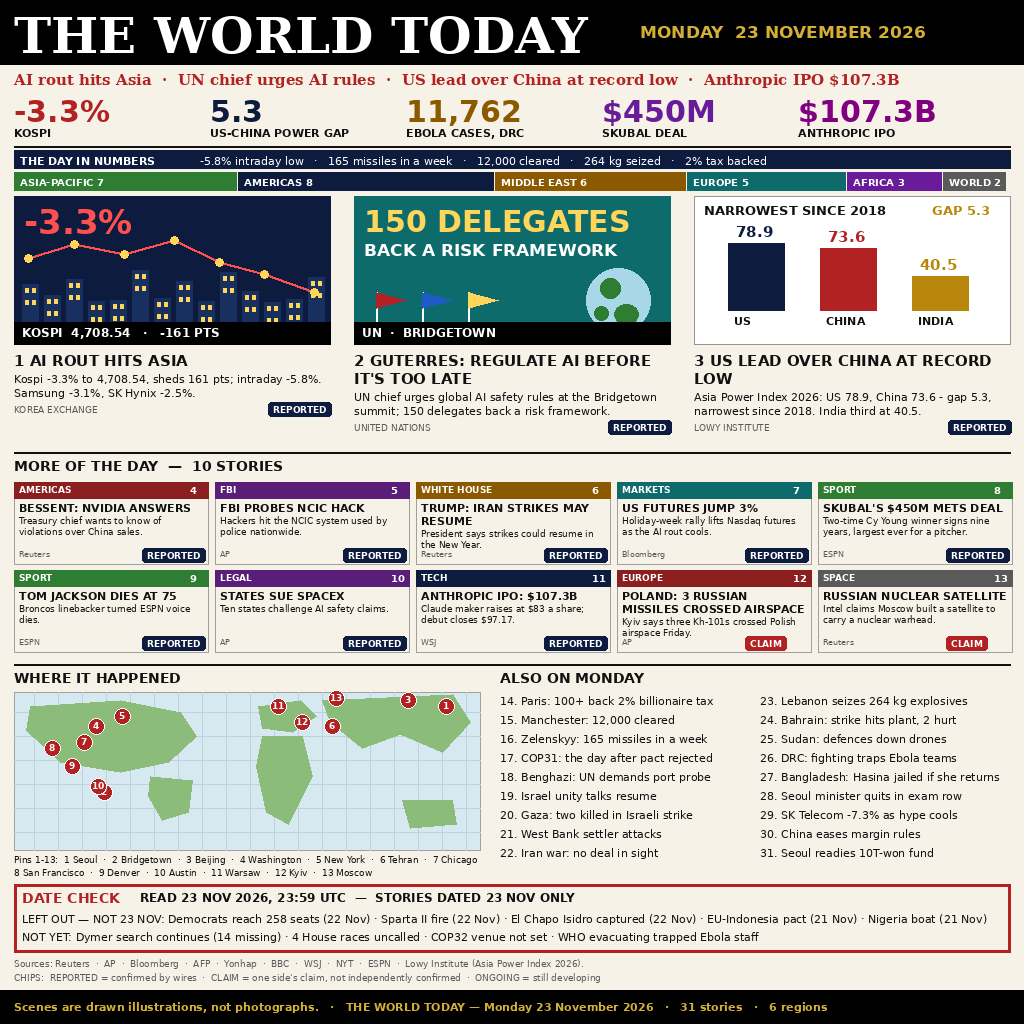 THE WORLD TODAY
MONDAY 23 NOVEMBER 2026
AI rout hits Asia · UN chief urges AI rules · US lead over China at record low · Anthropic IPO $107.3B
-3.3%
KOSPI
5.3
US-CHINA POWER GAP
11,762
EBOLA CASES, DRC
$450M
SKUBAL DEAL
$107.3B
ANTHROPIC IPO
THE DAY IN NUMBERS
-5.8% intraday low · 165 missiles in a week · 12,000 cleared · 264 kg seized · 2% tax backed
ASIA-PACIFIC 7
AMERICAS 8
MIDDLE EAST 6
EUROPE 5
AFRICA 3
WORLD 2
-3.3%
KOSPI 4,708.54 · -161 PTS
1 AI ROUT HITS ASIA
Kospi -3.3% to 4,708.54, sheds 161 pts; intraday -5.8%.
Samsung -3.1%, SK Hynix -2.5%.
KOREA EXCHANGE
REPORTED
150 DELEGATES
BACK A RISK FRAMEWORK
UN · BRIDGETOWN
2 GUTERRES: REGULATE AI BEFORE
IT'S TOO LATE
UN chief urges global AI safety rules at the Bridgetown
summit; 150 delegates back a risk framework.
UNITED NATIONS
REPORTED
NARROWEST SINCE 2018
GAP 5.3
78.9
73.6
40.5
US
CHINA
INDIA
3 US LEAD OVER CHINA AT RECORD
LOW
Asia Power Index 2026: US 78.9, China 73.6 - gap 5.3,
narrowest since 2018. India third at 40.5.
LOWY INSTITUTE
REPORTED
MORE OF THE DAY — 10 STORIES
AMERICAS 4
BESSENT: NVIDIA ANSWERS
Treasury chief wants to know of
violations over China sales.
Reuters
REPORTED
FBI 5
FBI PROBES NCIC HACK
Hackers hit the NCIC system used by
police nationwide.
AP
REPORTED
WHITE HOUSE 6
TRUMP: IRAN STRIKES MAY
RESUME
President says strikes could resume in
the New Year.
Reuters
REPORTED
MARKETS 7
US FUTURES JUMP 3%
Holiday-week rally lifts Nasdaq futures
as the AI rout cools.
Bloomberg
REPORTED
SPORT 8
SKUBAL'S $450M METS DEAL
Two-time Cy Young winner signs nine
years, largest ever for a pitcher.
ESPN
REPORTED
SPORT 9
TOM JACKSON DIES AT 75
Broncos linebacker turned ESPN voice
dies.
ESPN
REPORTED
LEGAL 10
STATES SUE SPACEX
Ten states challenge AI safety claims.
AP
REPORTED
TECH 11
ANTHROPIC IPO: $107.3B
Claude maker raises at $83 a share;
debut closes $97.17.
WSJ
REPORTED
EUROPE 12
POLAND: 3 RUSSIAN
MISSILES CROSSED AIRSPACE
Kyiv says three Kh-101s crossed Polish
airspace Friday.
AP
CLAIM
SPACE 13
RUSSIAN NUCLEAR SATELLITE
Intel claims Moscow built a satellite to
carry a nuclear warhead.
Reuters
CLAIM
WHERE IT HAPPENED
13
3
1
11
5
12
6
4
7
8
9
10
2
Pins 1-13: 1 Seoul · 2 Bridgetown · 3 Beijing · 4 Washington · 5 New York · 6 Tehran · 7 Chicago
8 San Francisco · 9 Denver · 10 Austin · 11 Warsaw · 12 Kyiv · 13 Moscow
ALSO ON MONDAY
14. Paris: 100+ back 2% billionaire tax
15. Manchester: 12,000 cleared
16. Zelenskyy: 165 missiles in a week
17. COP31: the day after pact rejected
18. Benghazi: UN demands port probe
19. Israel unity talks resume
20. Gaza: two killed in Israeli strike
21. West Bank settler attacks
22. Iran war: no deal in sight
23. Lebanon seizes 264 kg explosives
24. Bahrain: strike hits plant, 2 hurt
25. Sudan: defences down drones
26. DRC: fighting traps Ebola teams
27. Bangladesh: Hasina jailed if she returns
28. Seoul minister quits in exam row
29. SK Telecom -7.3% as hype cools
30. China eases margin rules
31. Seoul readies 10T-won fund
DATE CHECK READ 23 NOV 2026, 23:59 UTC — STORIES DATED 23 NOV ONLY
LEFT OUT — NOT 23 NOV: Democrats reach 258 seats (22 Nov) · Sparta II fire (22 Nov) · El Chapo Isidro captured (22 Nov) · EU-Indonesia pact (21 Nov) · Nigeria boat (21 Nov)
NOT YET: Dymer search continues (14 missing) · 4 House races uncalled · COP32 venue not set · WHO evacuating trapped Ebola staff
Sources: Reuters · AP · Bloomberg · AFP · Yonhap · BBC · WSJ · NYT · ESPN · Lowy Institute (Asia Power Index 2026).
CHIPS: REPORTED = confirmed by wires · CLAIM = one side's claim, not independently confirmed · ONGOING = still developing
Scenes are drawn illustrations, not photographs. · THE WORLD TODAY — Monday 23 November 2026 · 31 stories · 6 regions